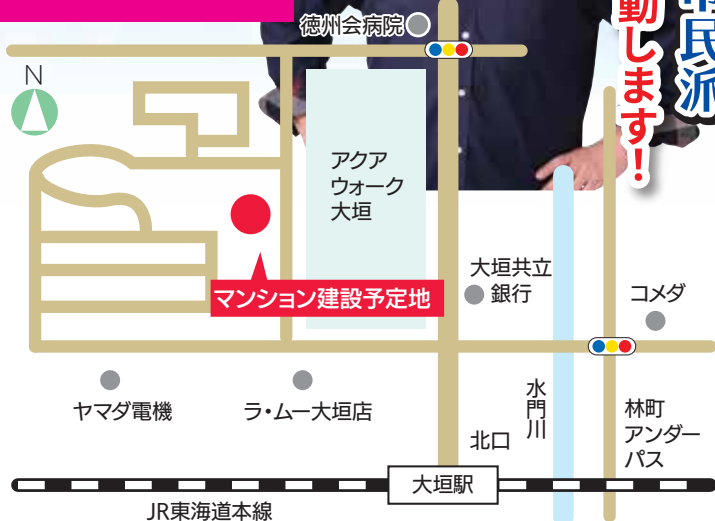 市民派
動します!
徳州会病院
N
アクア
ウォーク
大垣
マンション建設予定地
大垣共立
銀行
コメダ
ヤマダ電機
ラ・ムー大垣店
北口
水門川
林町
アンダー
パス
大垣駅
JR東海道本線